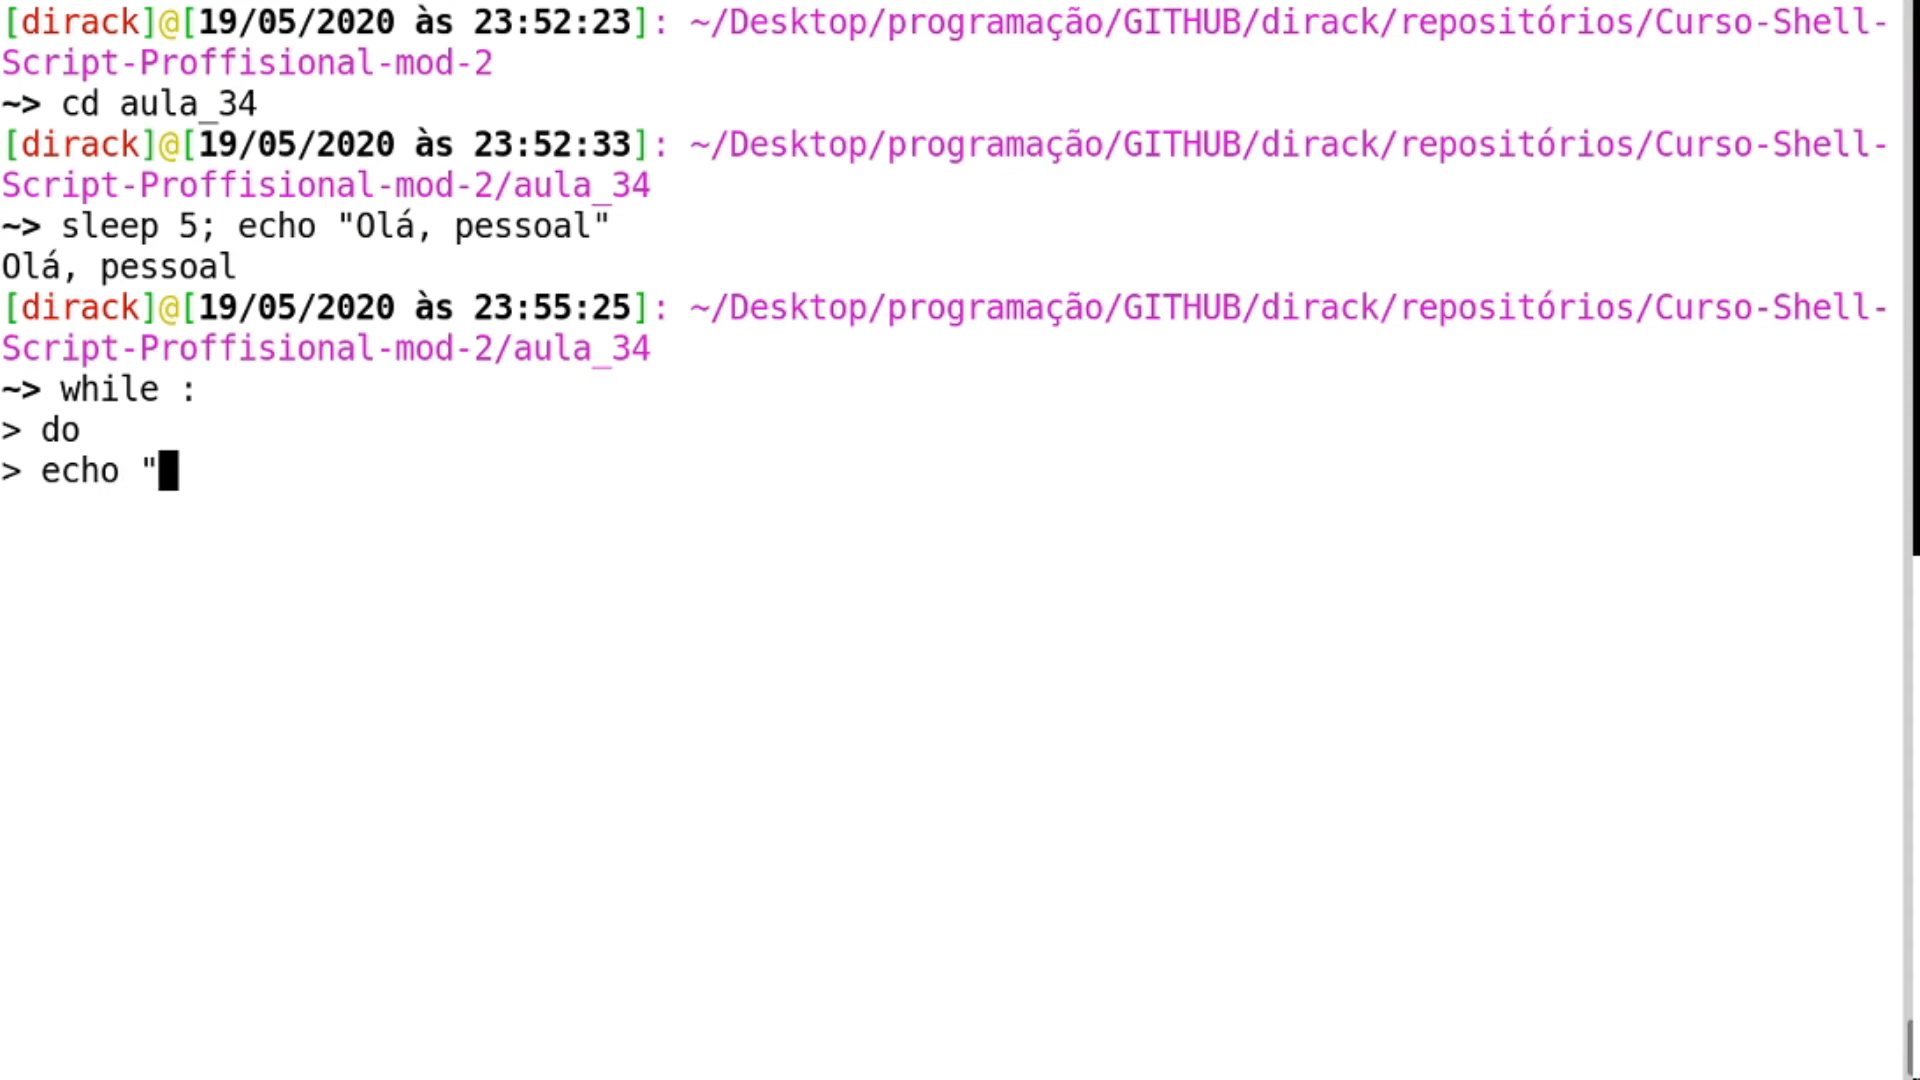 [dirack]@[19/05/2020 às 23:52:23]: ~/Desktop/programação/GITHUB/dirack/repositórios/Curso-Shell-
Script-Proffisional-mod-2
~> cd aula_34
[dirack]@[19/05/2020 às 23:52:33]: ~/Desktop/programação/GITHUB/dirack/repositórios/Curso-Shell-
Script-Proffisional-mod-2/aula_34
~> sleep 5; echo "Olá, pessoal"
Olá, pessoal
[dirack]@[19/05/2020 às 23:55:25]: ~/Desktop/programação/GITHUB/dirack/repositórios/Curso-Shell-
Script-Proffisional-mod-2/aula_34
~> while :
> do
> echo "